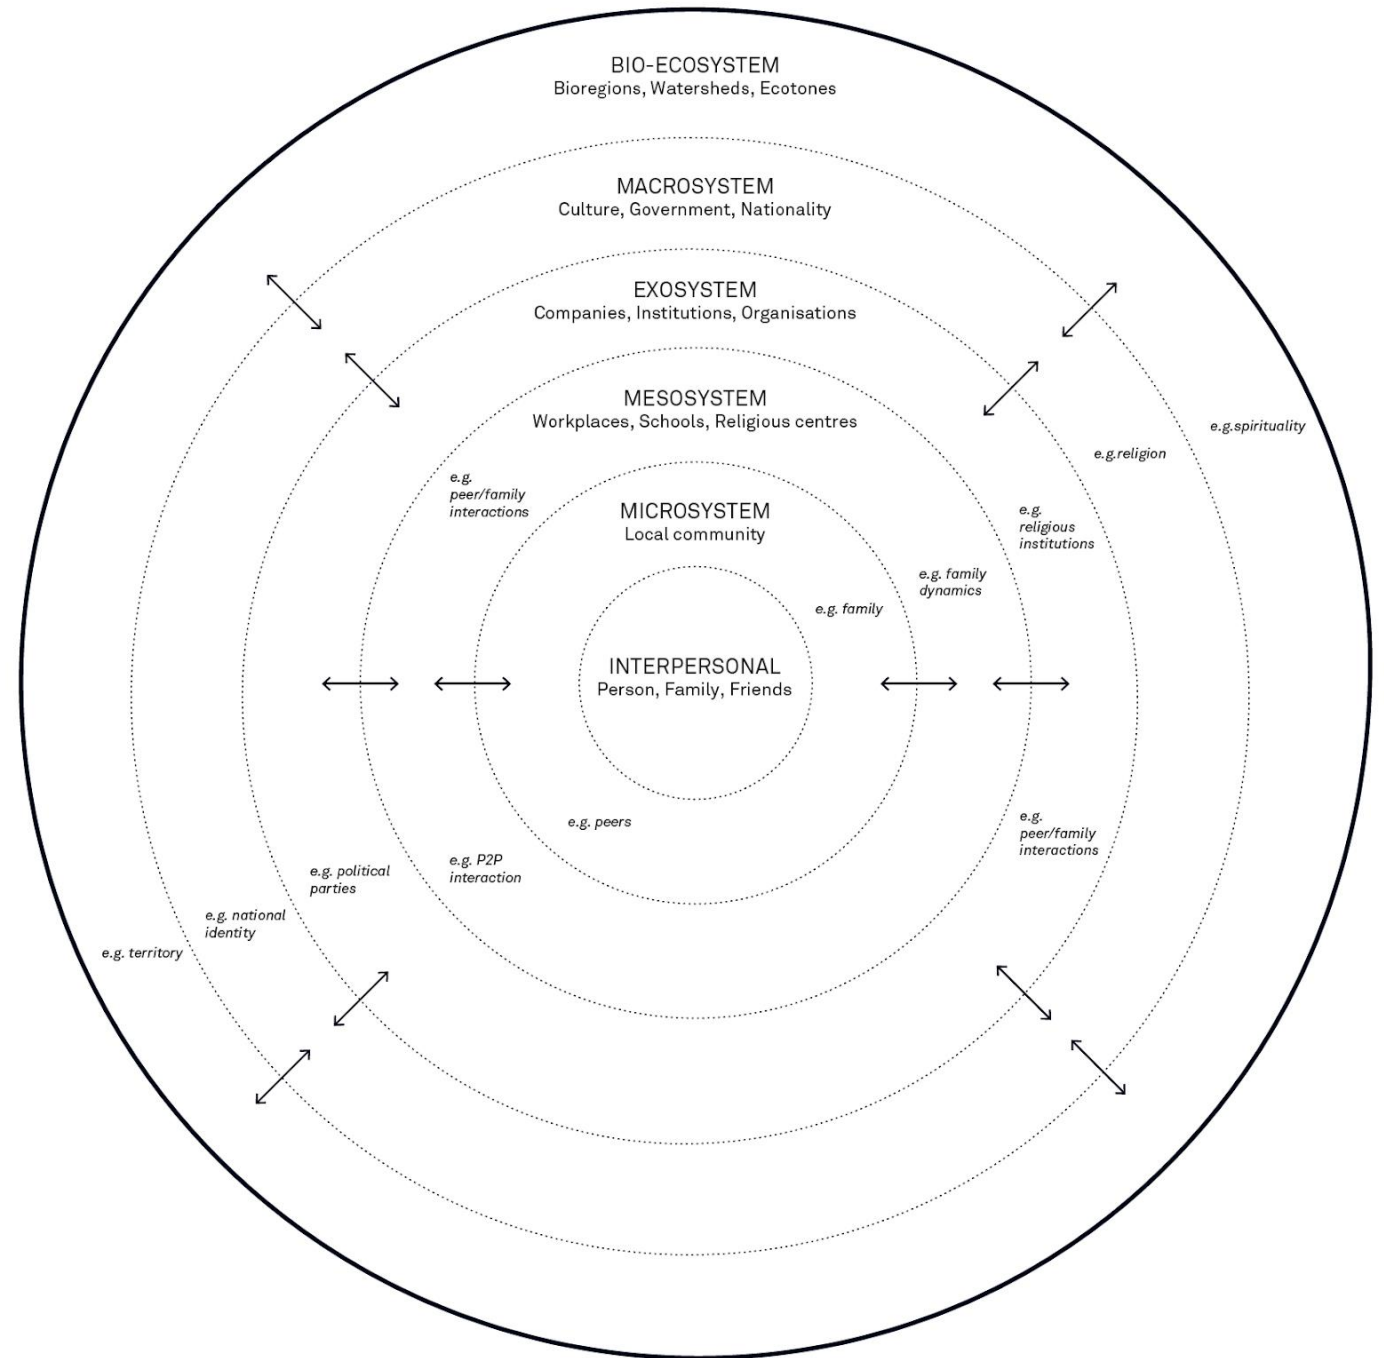 BIO-ECOSYSTEM
Bioregions, Watersheds, Ecotones
MACROSYSTEM
Culture, Government, Nationality
EXOSYSTEM
Companies, Institutions, Organisations
MESOSYSTEM
Workplaces, Schools, Religious centres
e.g.spirituality
e.g.religion
e.g.
peer/family
interactions
MICROSYSTEM
Local community
e.g.
religious
institutions
e.g. family
dynamics
e.g. family
INTERPERSONAL
Person, Family, Friends
e.g. peers
e.g.
peer/family
interactions
e.g. P2P
interaction
e.g. political
parties
e.g. national
identity
e.g. territory